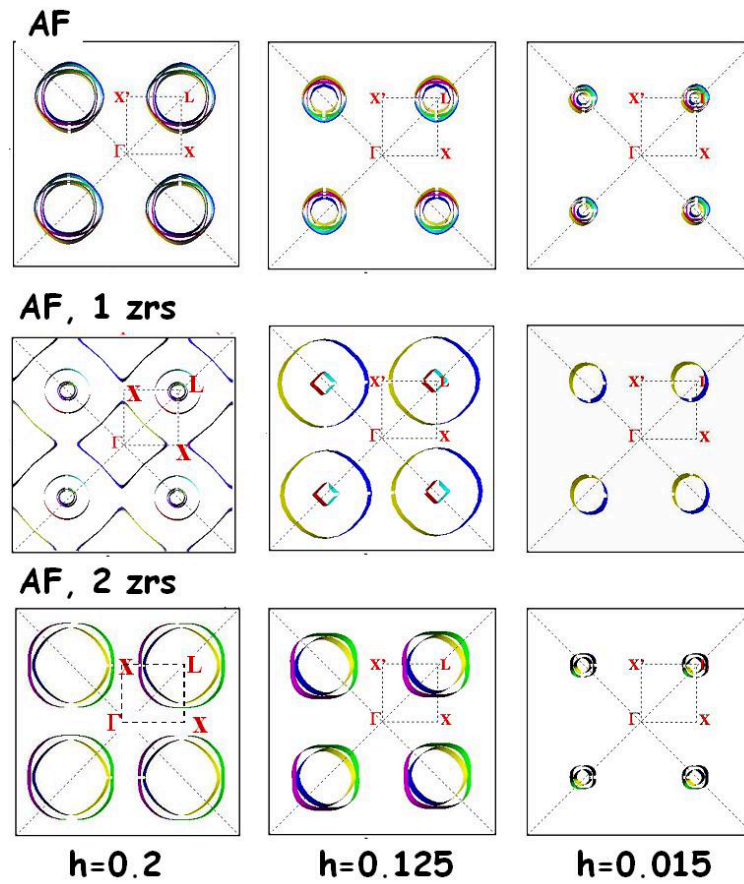 AF
X' L X' L X' L
Γ X Γ X Γ X
AF, 1 zrs
X L X' L X' L
Γ X Γ X Γ X
AF, 2 zrs
X L X' L X' L
Γ X Γ X Γ X
h=0.2 h=0.125 h=0.015